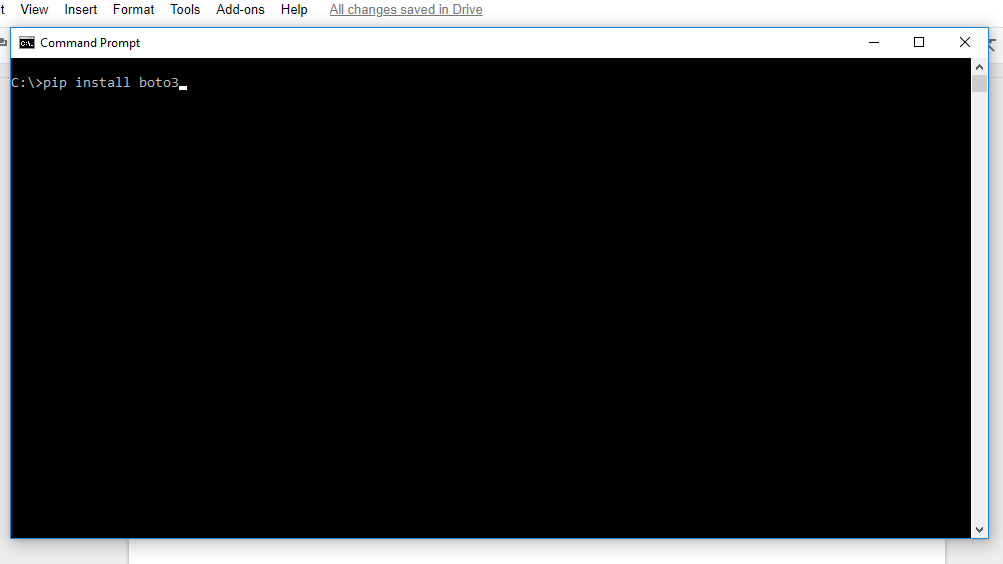 t View Insert Format Tools Add-ons Help All changes saved in Drive
Command Prompt
C:\>pip install boto3